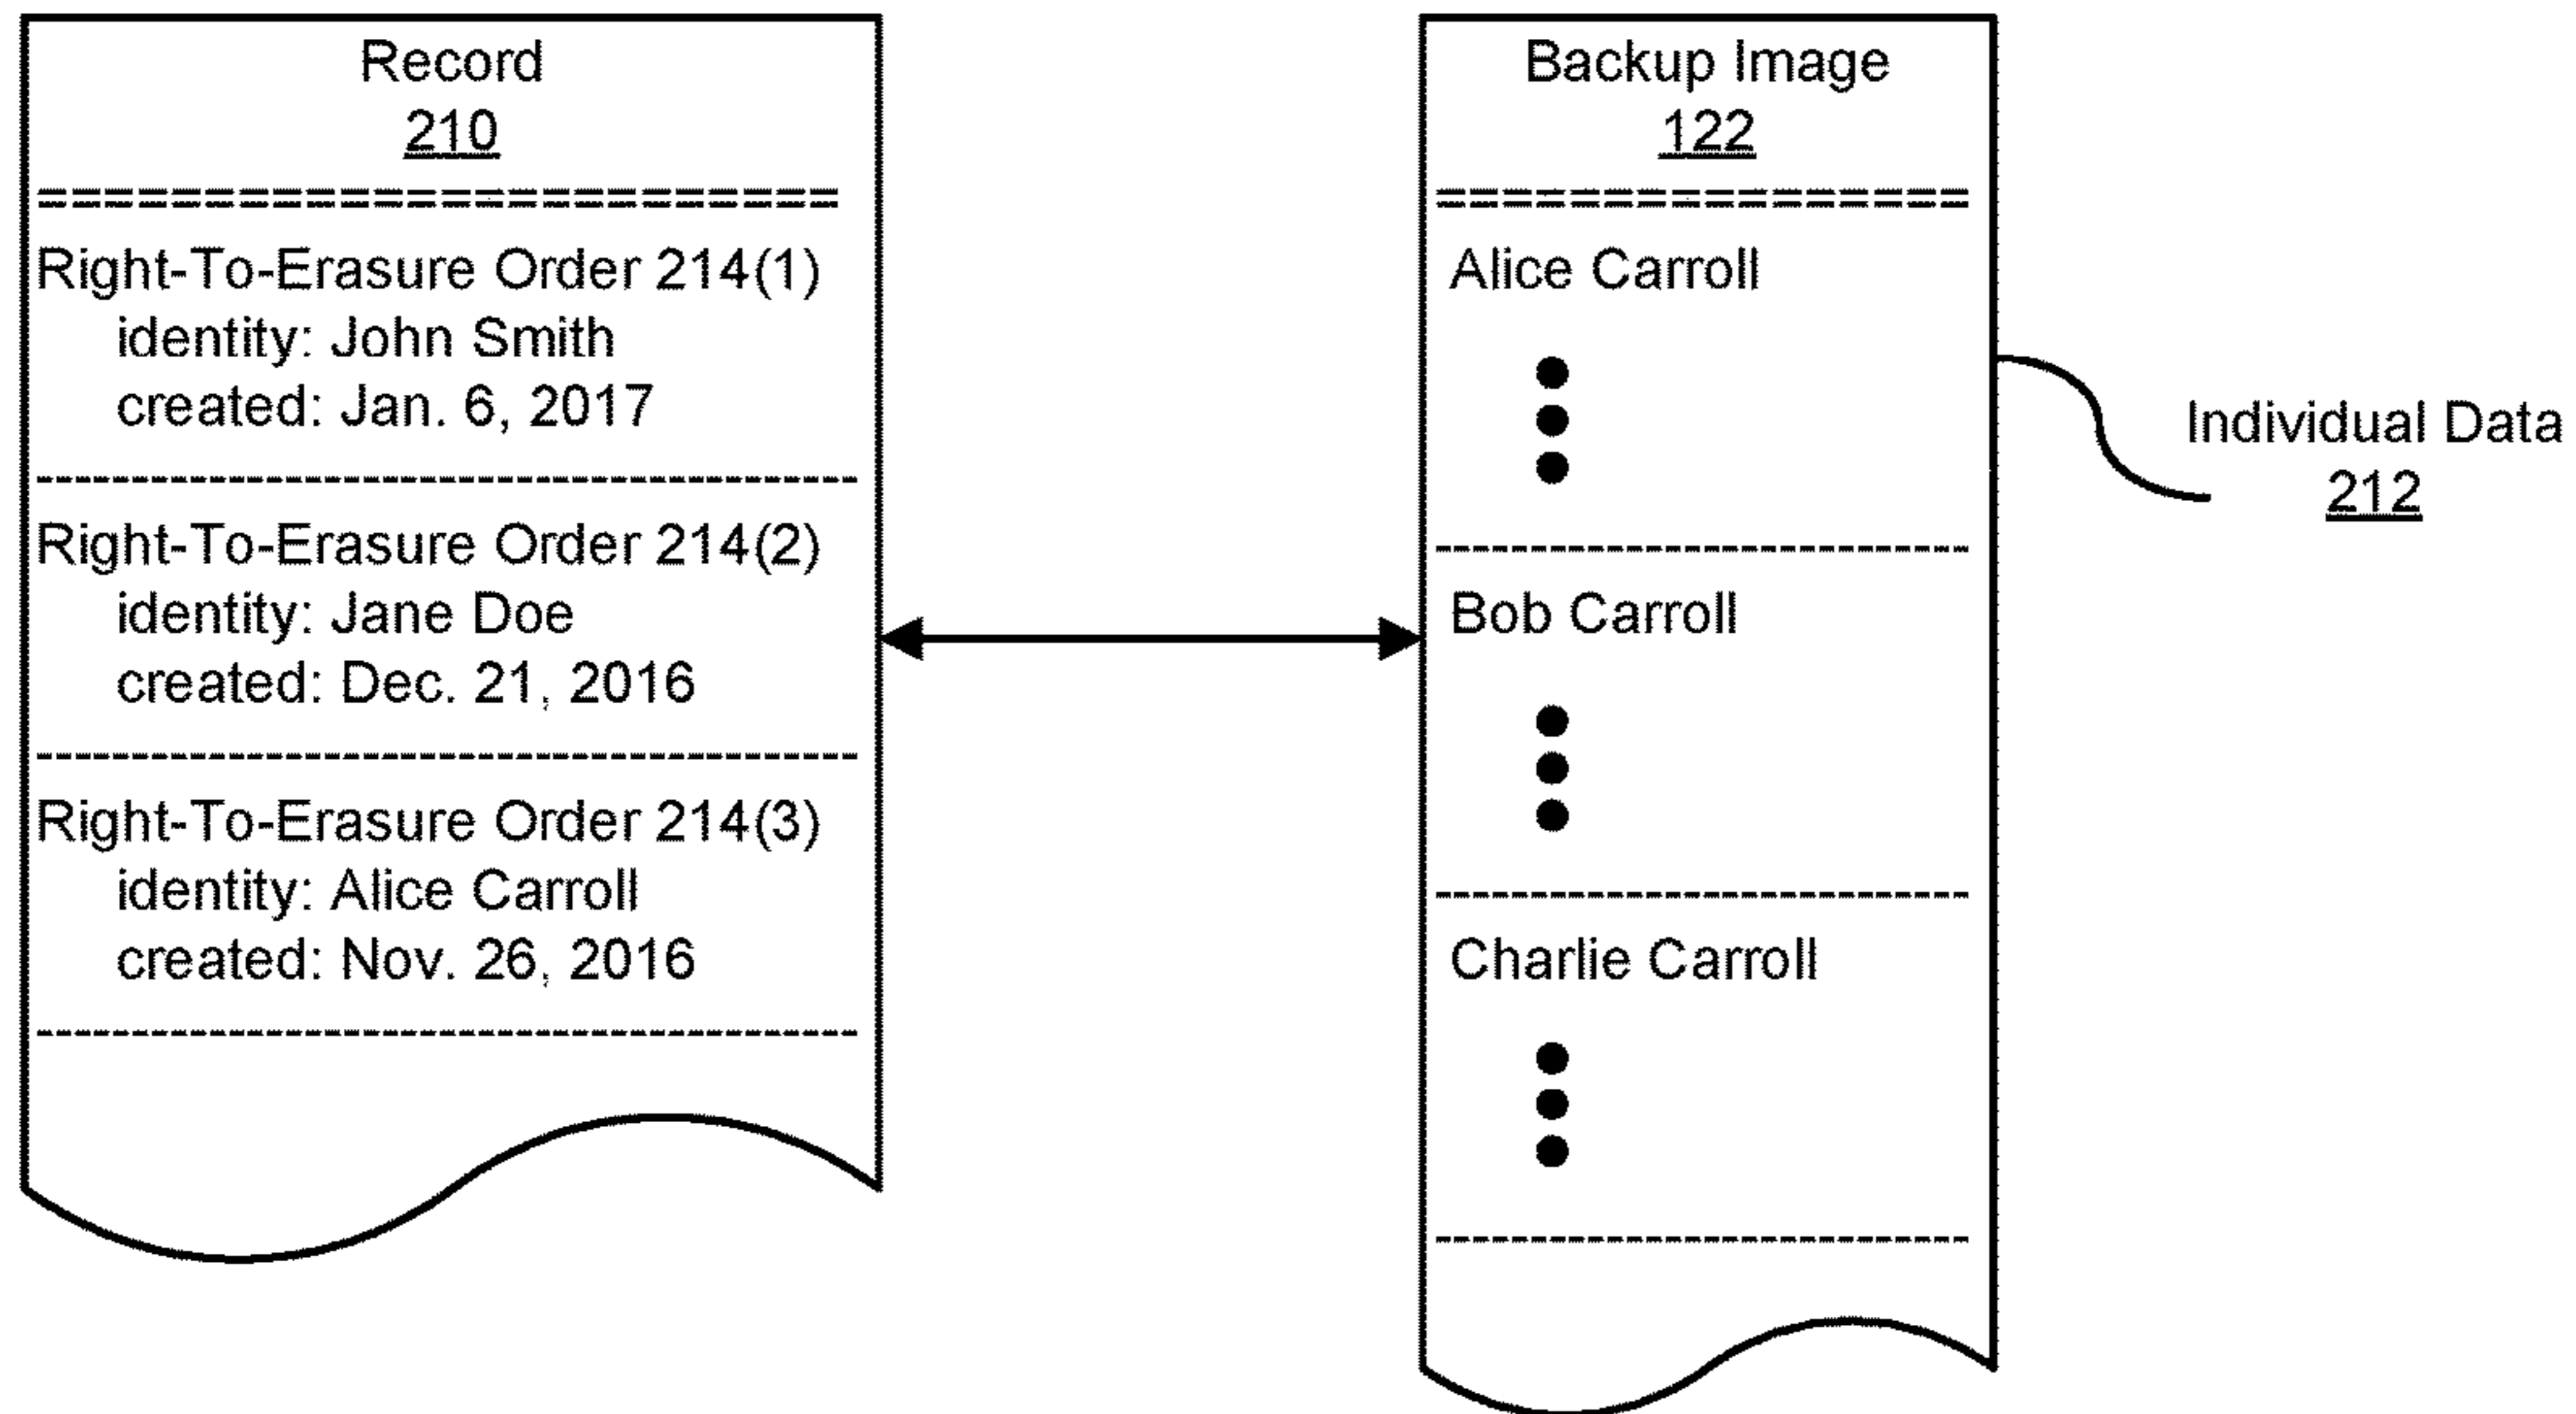 Record
210
Right-To-Erasure Order 214(1)
identity: John Smith
created: Jan. 6, 2017
Right-To-Erasure Order 214(2)
identity: Jane Doe
created: Dec. 21, 2016
Right-To-Erasure Order 214(3)
identity: Alice Carroll
created: Nov. 26, 2016
Backup Image
122
Alice Carroll
Bob Carroll
Charlie Carroll
Individual Data
212